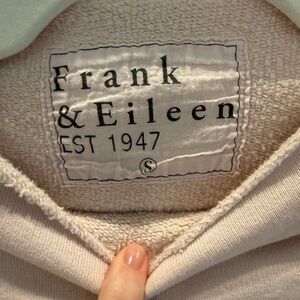 Frank
& Eileen
EST 1947
S